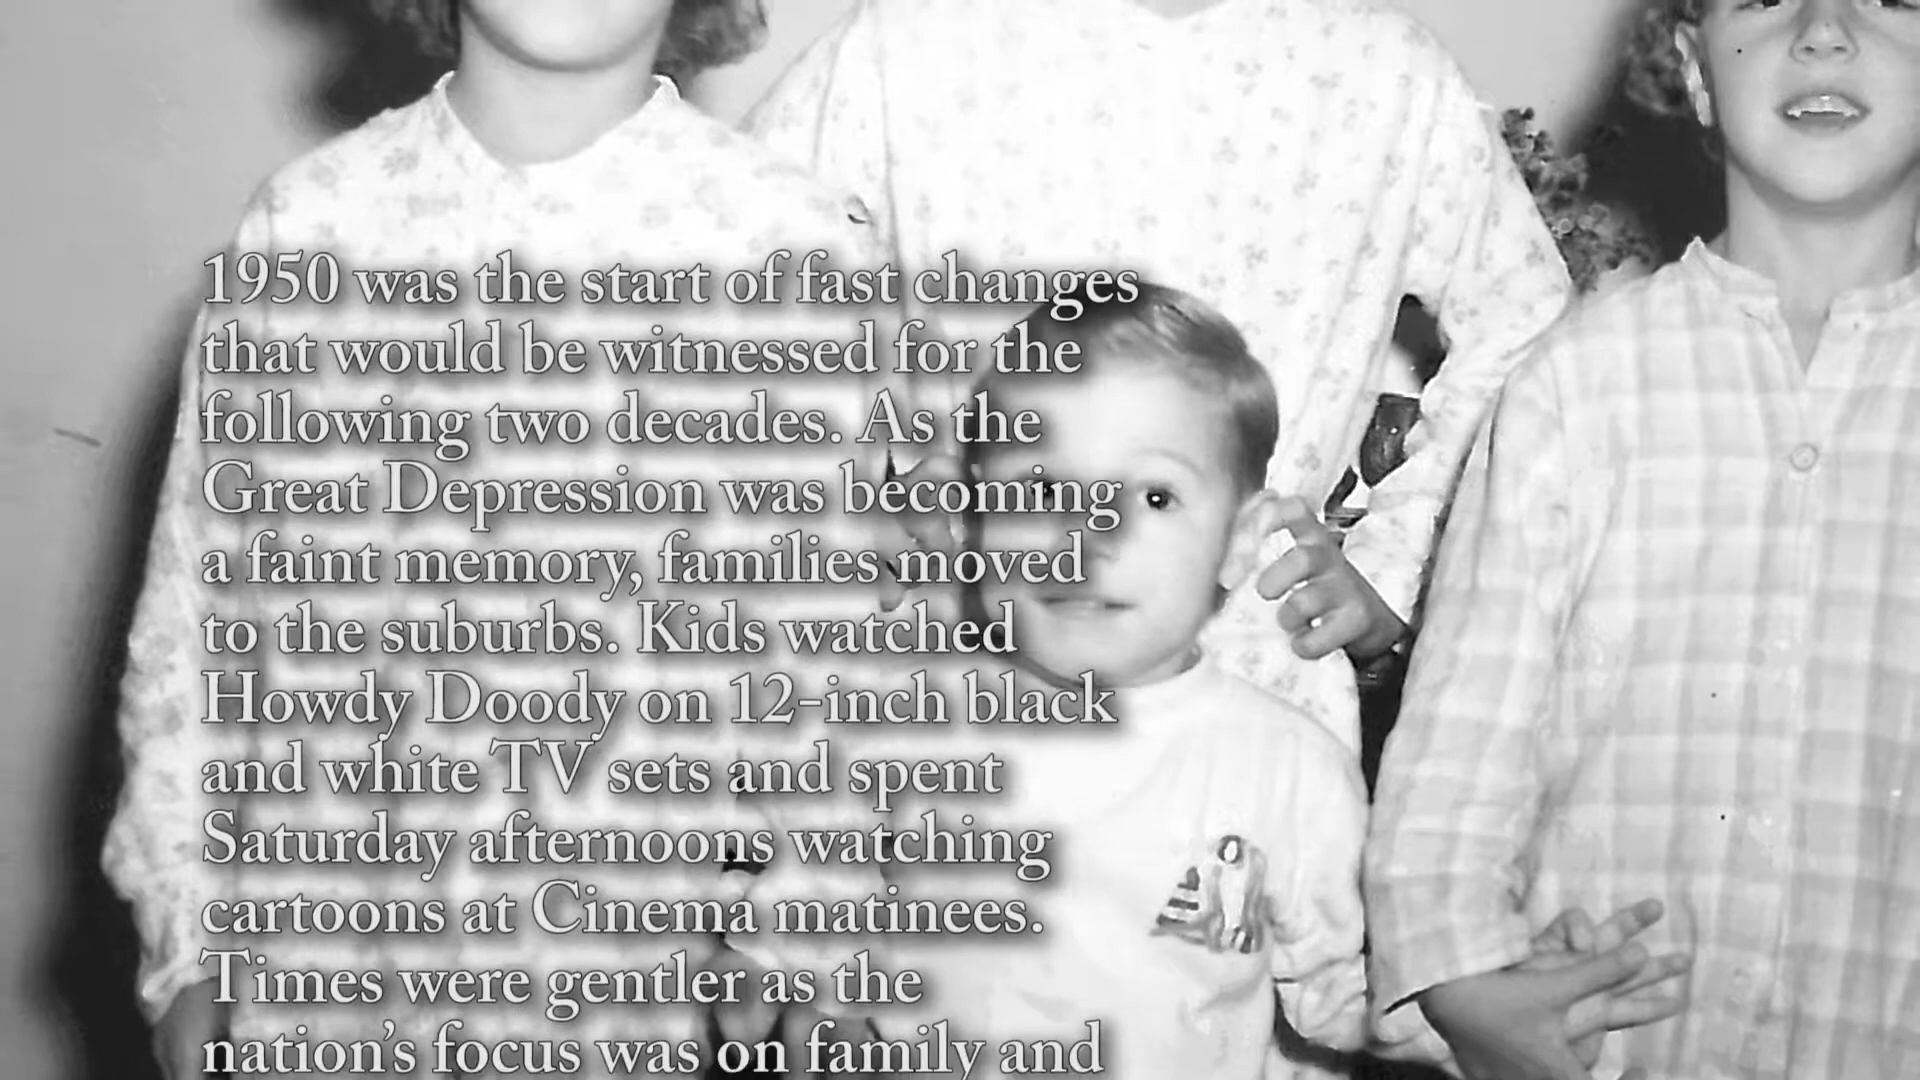 1950 was the start of fast changes
that would be witnessed for the
following two decades. As the
Great Depression was becoming
a faint memory, families moved
to the suburbs. Kids watched
Howdy Doody on 12-inch black
and white TV sets and spent
Saturday afternoons watching
cartoons at Cinema matinees.
Times were gentler as the
nation’s focus was on family and